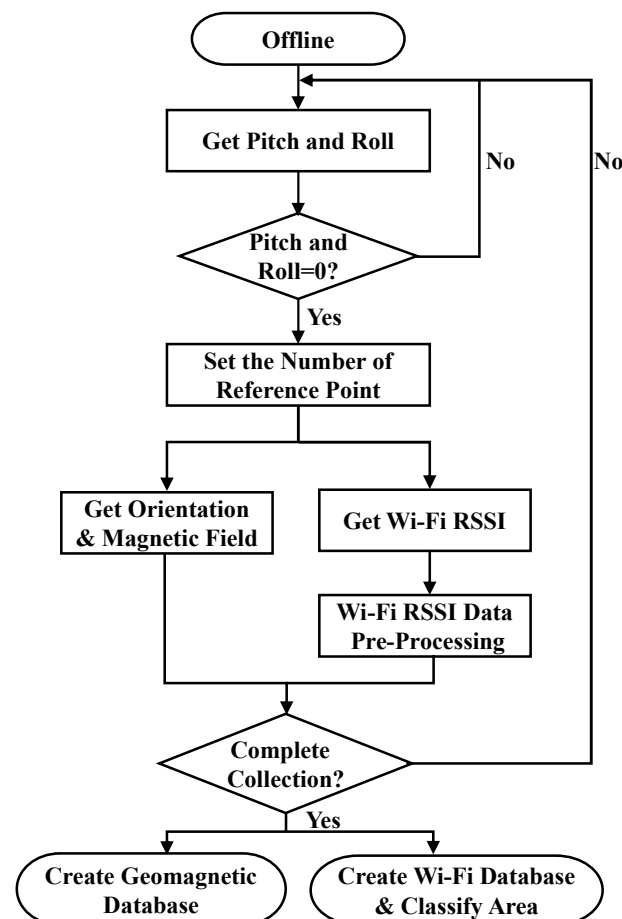 Offline
Get Pitch and Roll
No
No
Pitch and
Roll=0?
Yes
Set the Number of
Reference Point
Get Orientation
& Magnetic Field
Get Wi-Fi RSSI
Wi-Fi RSSI Data
Pre-Processing
Complete
Collection?
Yes
Create Geomagnetic
Database
Create Wi-Fi Database
& Classify Area